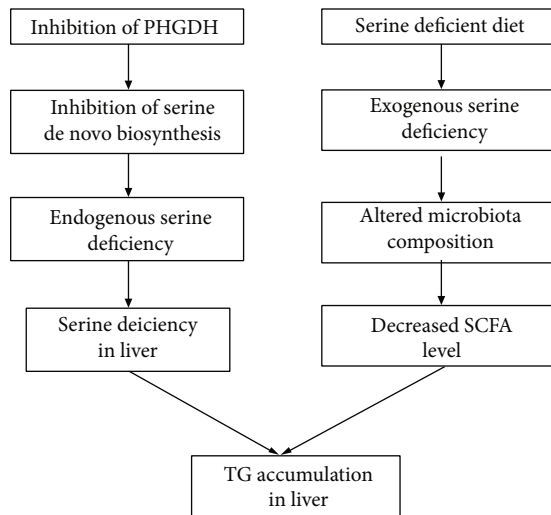 Inhibition of PHGDH
Inhibition of serine
de novo biosynthesis
Endogenous serine
deficiency
Serine deiciency
in liver
Serine deficient diet
Exogenous serine
deficiency
Altered microbiota
composition
Decreased SCFA
level
TG accumulation
in liver